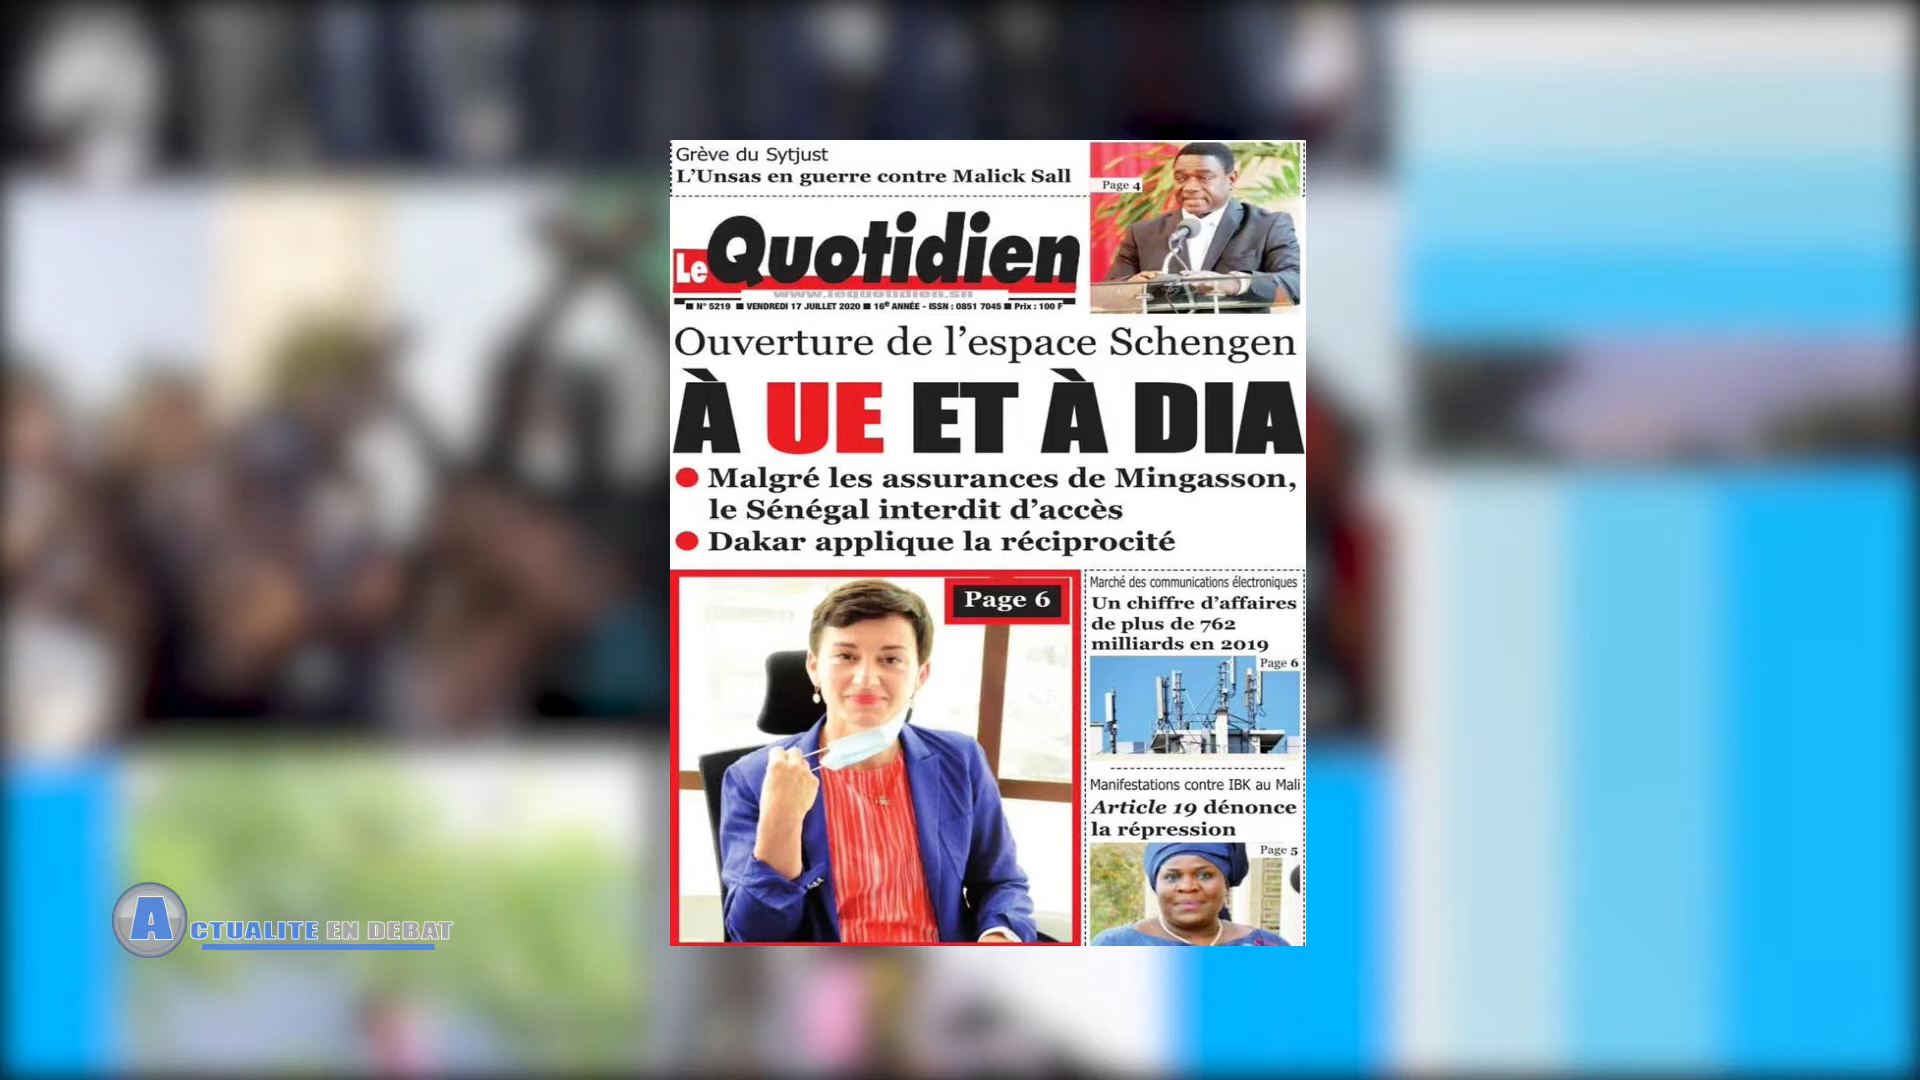 Grève du Sytjust
L'Unsas en guerre contre Malick Sall
Page 4
Le Quotidien
www.lequotidien.sn
N° 5219 ■ VENDREDI 17 JUILLET 2020 ■ 16e ANNÉE - ISSN : 0851 7045 ■ Prix : 100 F
Ouverture de l'espace Schengen
À UE ET À DIA
● Malgré les assurances de Mingasson,
le Sénégal interdit d'accès
● Dakar applique la réciprocité
Page 6
Marché des communications électroniques
Un chiffre d'affaires
de plus de 762
milliards en 2019
Page 6
Manifestations contre IBK au Mali
Article 19 dénonce
la répression
Page 5
ACTUALITE EN DEBAT